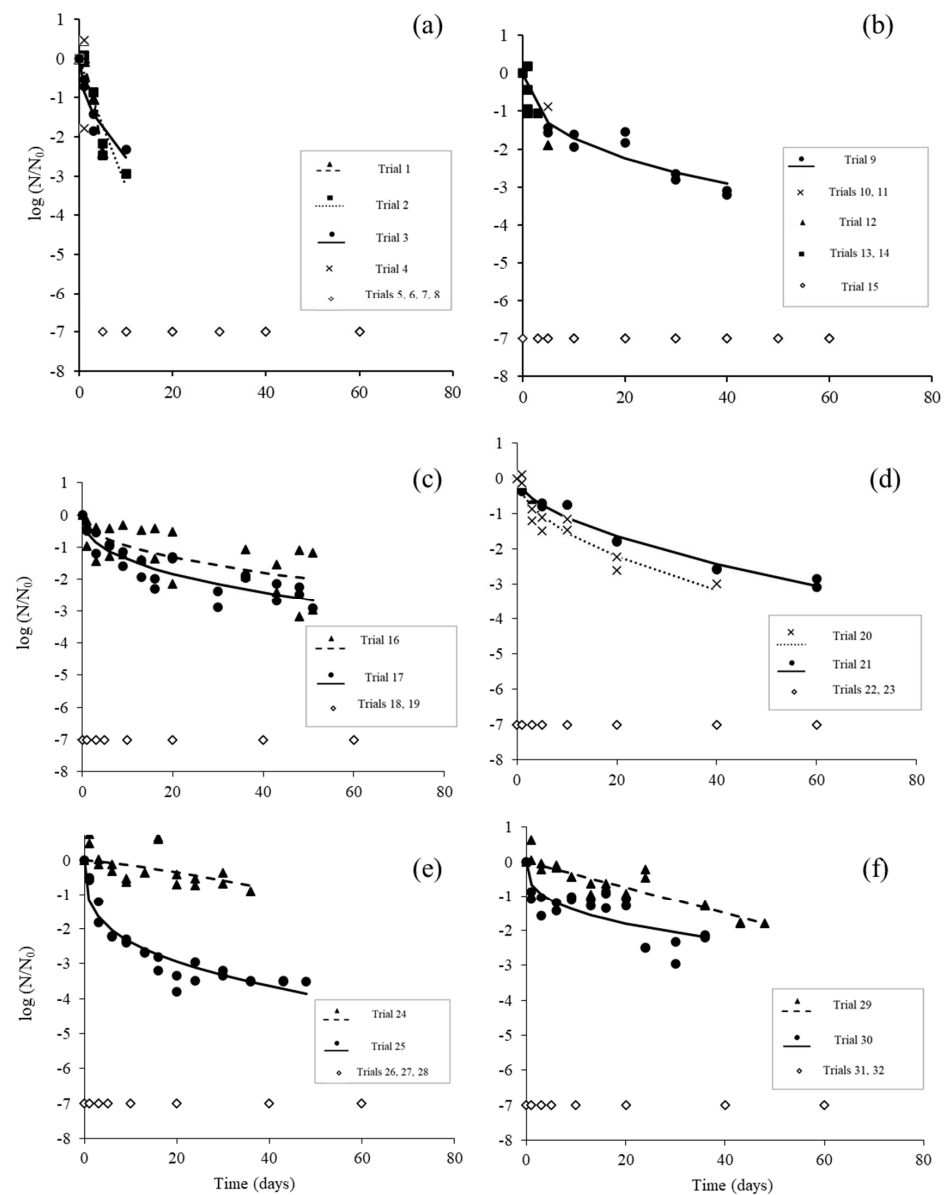 (a)
1
0
-1
-2
-3
-4
-5
-6
-7
-8
0 20 40 60 80
log (N/N0)
Trial 1
Trial 2
Trial 3
Trial 4
Trials 5, 6, 7, 8
(b)
1
0
-1
-2
-3
-4
-5
-6
-7
-8
0 20 40 60 80
Trial 9
Trials 10, 11
Trial 12
Trials 13, 14
Trial 15
(c)
1
0
-1
-2
-3
-4
-5
-6
-7
-8
0 20 40 60 80
log (N/N0)
Trial 16
Trial 17
Trials 18, 19
(d)
1
0
-1
-2
-3
-4
-5
-6
-7
-8
0 20 40 60 80
Trial 20
Trial 21
Trials 22, 23
(e)
0
-1
-2
-3
-4
-5
-6
-7
-8
0 20 40 60 80
log (N/N0)
Time (days)
Trial 24
Trial 25
Trials 26, 27, 28
(f)
1
0
-1
-2
-3
-4
-5
-6
-7
-8
0 20 40 60 80
Time (days)
Trial 29
Trial 30
Trials 31, 32